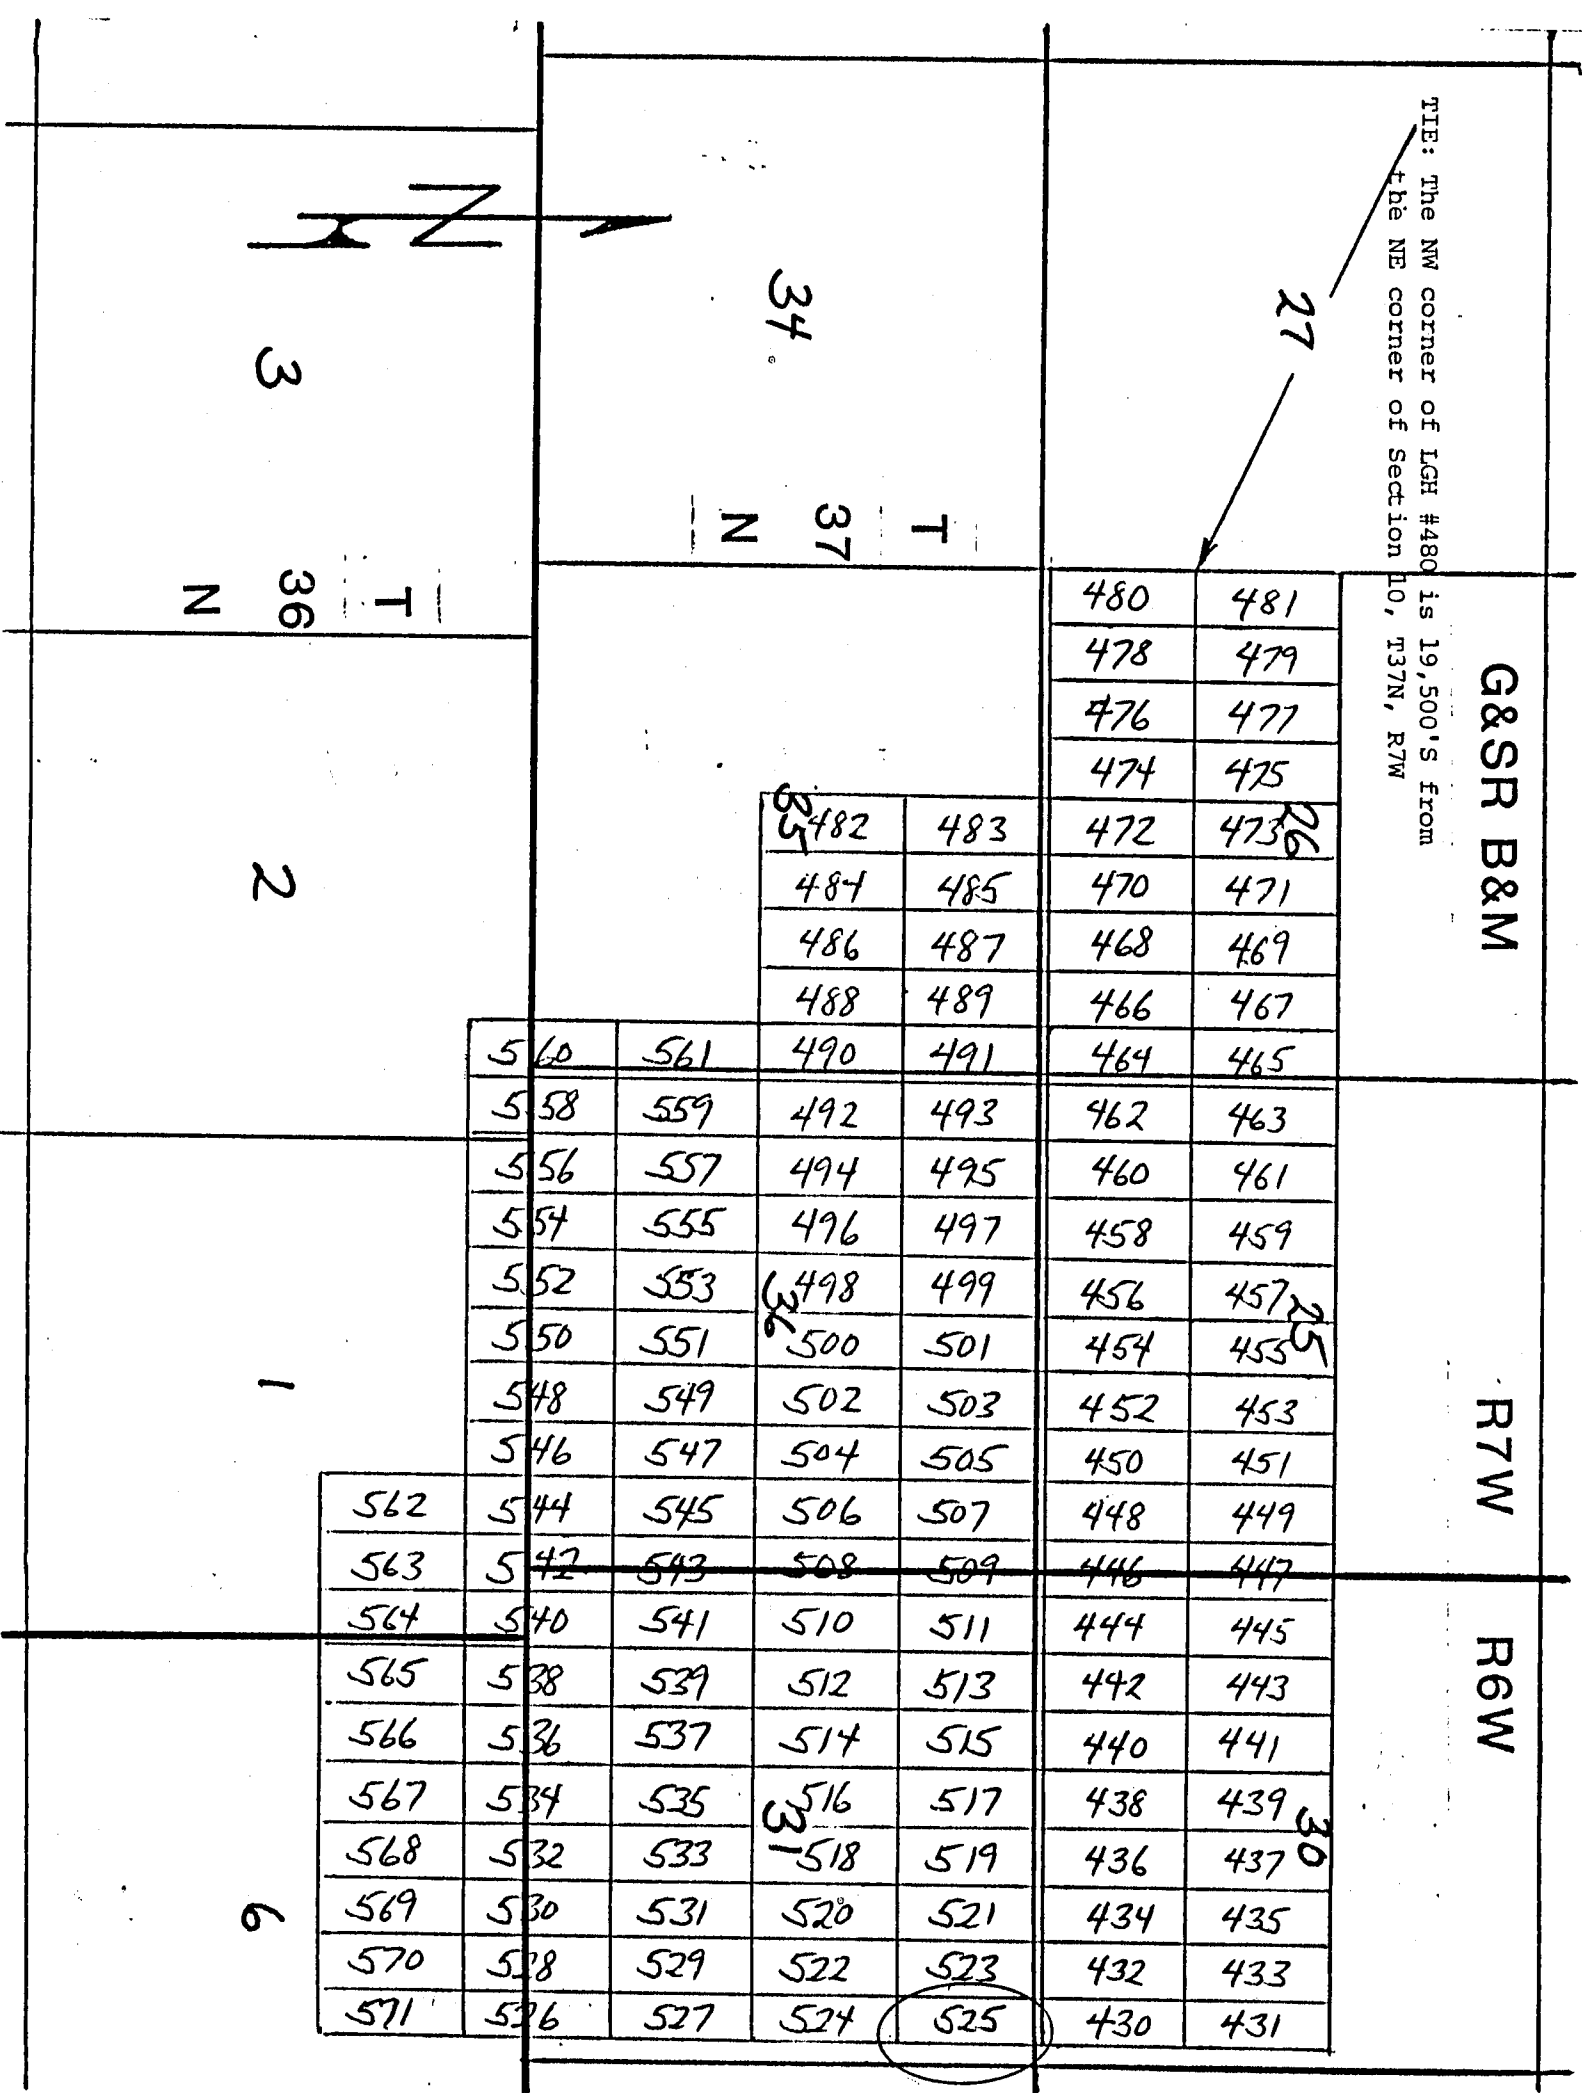 TIE: The NW corner of LGH #480 is 19,500'S from
the NE corner of Section 10, T37N, R7W
G&SR B&M
R7W
R6W
27
26
25
30
34
35
36
31
3
2
1
6
T
37
N
T
36
N
N
480 481
478 479
476 477
474 475
482 483 472 473
484 485 470 471
486 487 468 469
488 489 466 467
560 561 490 491 464 465
558 559 492 493 462 463
556 557 494 495 460 461
554 555 496 497 458 459
552 553 498 499 456 457
550 551 500 501 454 455
548 549 502 503 452 453
546 547 504 505 450 451
562 544 545 506 507 448 449
563 542 543 508 509 446 447
564 540 541 510 511 444 445
565 538 539 512 513 442 443
566 536 537 514 515 440 441
567 534 535 516 517 438 439
568 532 533 518 519 436 437
569 530 531 520 521 434 435
570 528 529 522 523 432 433
571 526 527 524 525 430 431